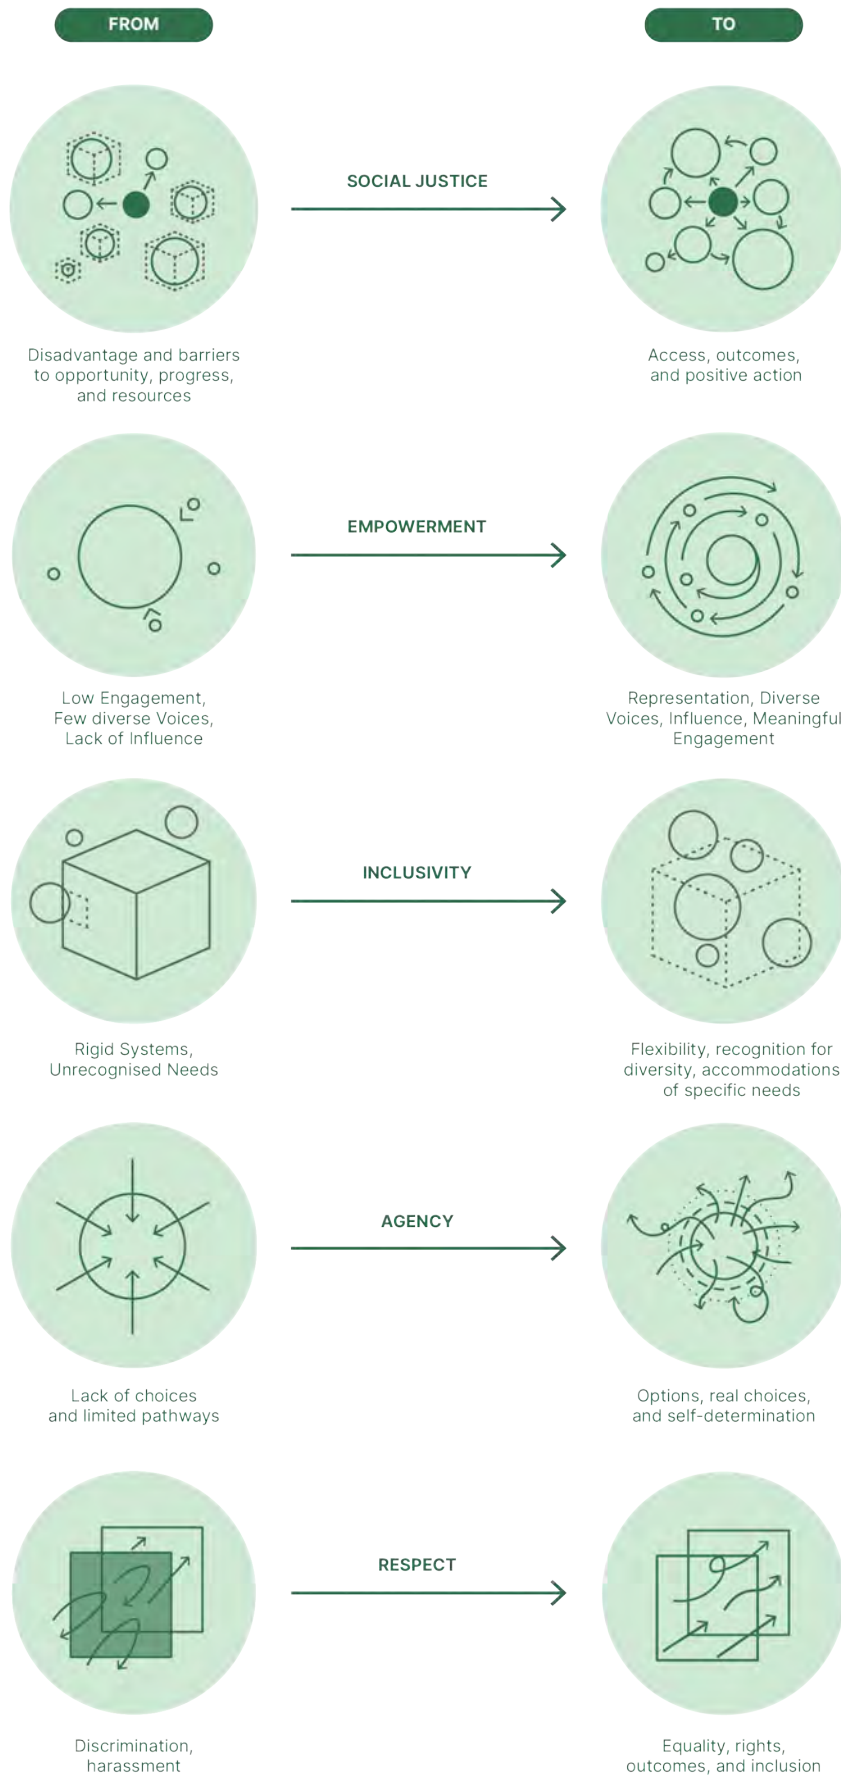 FROM
TO
SOCIAL JUSTICE
Disadvantage and barriers
to opportunity, progress,
and resources
Access, outcomes,
and positive action
EMPOWERMENT
Low Engagement,
Few diverse Voices,
Lack of Influence
Representation, Diverse
Voices, Influence, Meaningful
Engagement
INCLUSIVITY
Rigid Systems,
Unrecognised Needs
Flexibility, recognition for
diversity, accommodations
of specific needs
AGENCY
Lack of choices
and limited pathways
Options, real choices,
and self-determination
RESPECT
Discrimination,
harassment
Equality, rights,
outcomes, and inclusion